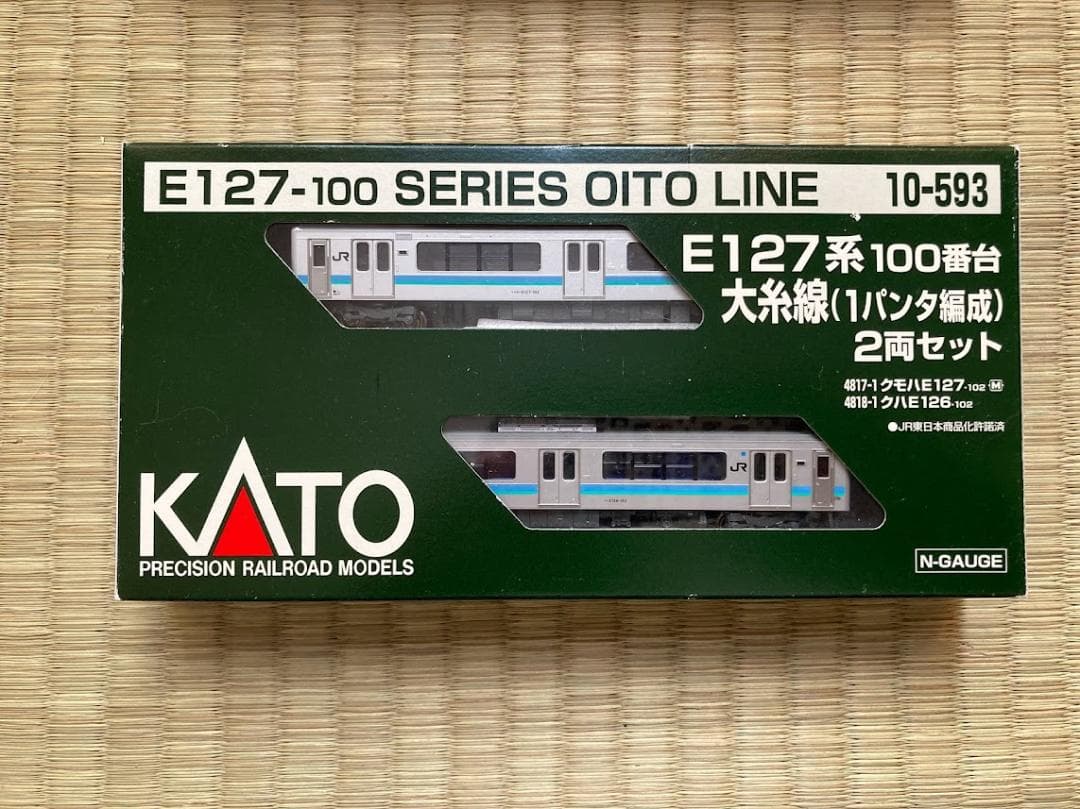 E127-100 SERIES OITO LINE 10-593
E127系100番台
大糸線(1パンタ編成)
2両セット
4817-1 クモハE127-102 M
4818-1 クハE126-102
●JR東日本商品化許諾済
JR
JR
KATO
PRECISION RAILROAD MODELS
N-GAUGE